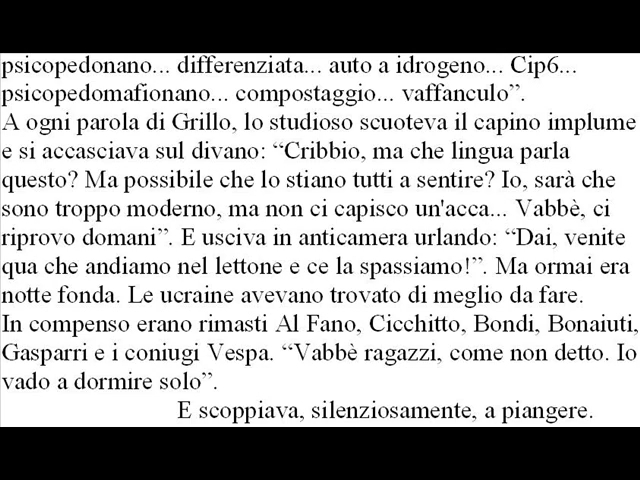 psicopedonano... differenziata... auto a idrogeno... Cip6...
psicopedomafionano... compostaggio... vaffanculo”.
A ogni parola di Grillo, lo studioso scuoteva il capino implume
e si accasciava sul divano: “Cribbio, ma che lingua parla
questo? Ma possibile che lo stiano tutti a sentire? Io, sarà che
sono troppo moderno, ma non ci capisco un'acca... Vabbè, ci
riprovo domani”. E usciva in anticamera urlando: “Dai, venite
qua che andiamo nel lettone e ce la spassiamo!”. Ma ormai era
notte fonda. Le ucraine avevano trovato di meglio da fare.
In compenso erano rimasti Al Fano, Cicchitto, Bondi, Bonaiuti,
Gasparri e i coniugi Vespa. “Vabbè ragazzi, come non detto. Io
vado a dormire solo”.
E scoppiava, silenziosamente, a piangere.